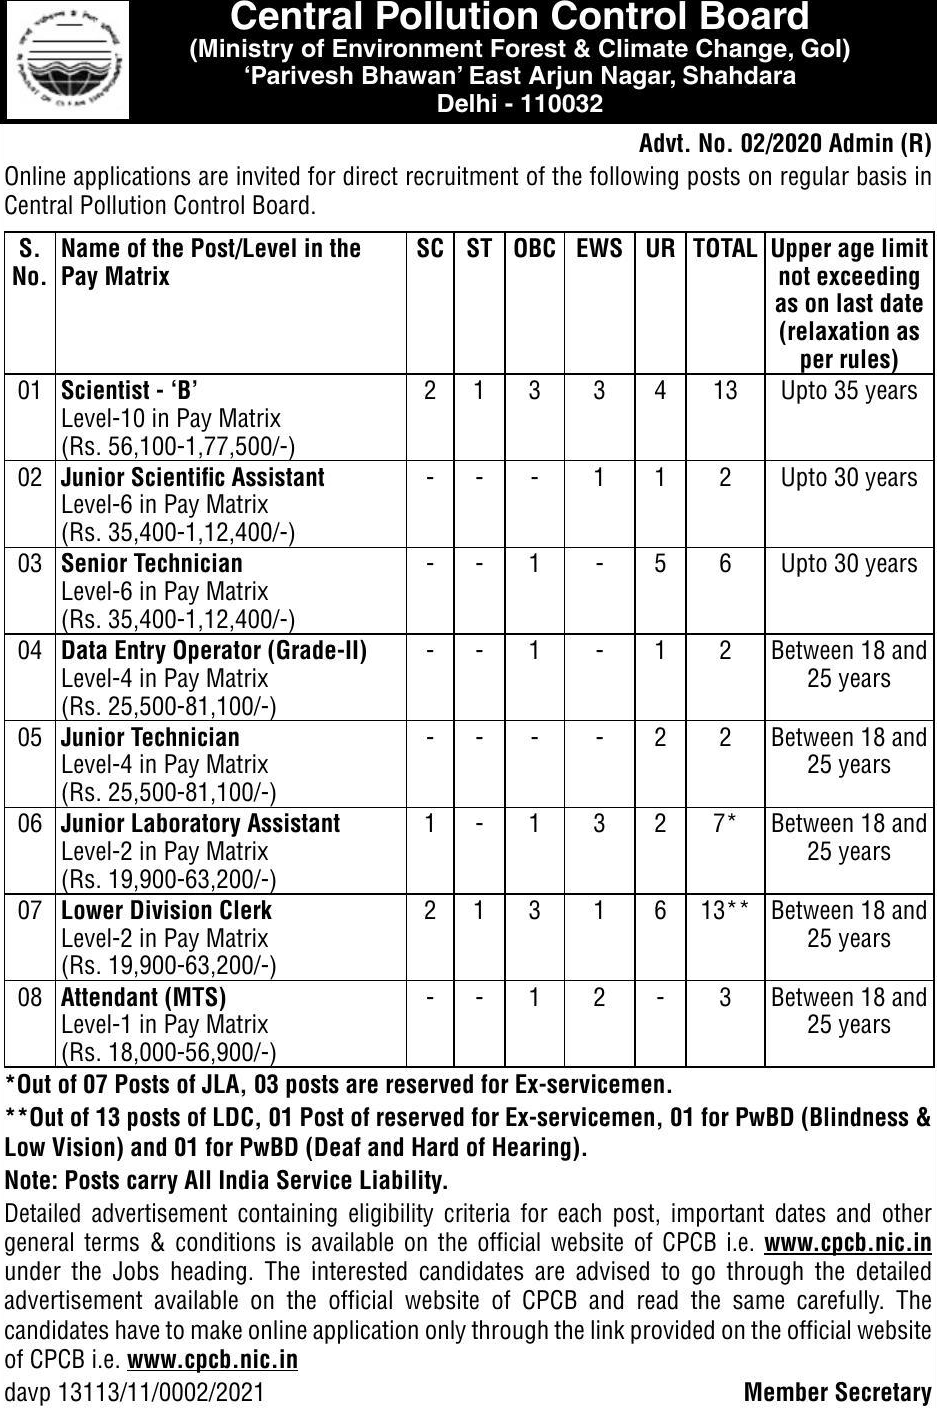 Central Pollution Control Board
(Ministry of Environment Forest & Climate Change, GoI)
‘Parivesh Bhawan’ East Arjun Nagar, Shahdara
Delhi - 110032
Advt. No. 02/2020 Admin (R)
Online applications are invited for direct recruitment of the following posts on regular basis in
Central Pollution Control Board.
S. No. Name of the Post/Level in the Pay Matrix SC ST OBC EWS UR TOTAL Upper age limit not exceeding as on last date (relaxation as per rules)
01 Scientist - ‘B’ 2 1 3 3 4 13 Upto 35 years
Level-10 in Pay Matrix
(Rs. 56,100-1,77,500/-)
02 Junior Scientific Assistant - - - 1 1 2 Upto 30 years
Level-6 in Pay Matrix
(Rs. 35,400-1,12,400/-)
03 Senior Technician - - 1 - 5 6 Upto 30 years
Level-6 in Pay Matrix
(Rs. 35,400-1,12,400/-)
04 Data Entry Operator (Grade-II) - - 1 - 1 2 Between 18 and
Level-4 in Pay Matrix 25 years
(Rs. 25,500-81,100/-)
05 Junior Technician - - - - 2 2 Between 18 and
Level-4 in Pay Matrix 25 years
(Rs. 25,500-81,100/-)
06 Junior Laboratory Assistant 1 - 1 3 2 7* Between 18 and
Level-2 in Pay Matrix 25 years
(Rs. 19,900-63,200/-)
07 Lower Division Clerk 2 1 3 1 6 13** Between 18 and
Level-2 in Pay Matrix 25 years
(Rs. 19,900-63,200/-)
08 Attendant (MTS) - - 1 2 - 3 Between 18 and
Level-1 in Pay Matrix 25 years
(Rs. 18,000-56,900/-)
*Out of 07 Posts of JLA, 03 posts are reserved for Ex-servicemen.
**Out of 13 posts of LDC, 01 Post of reserved for Ex-servicemen, 01 for PwBD (Blindness &
Low Vision) and 01 for PwBD (Deaf and Hard of Hearing).
Note: Posts carry All India Service Liability.
Detailed advertisement containing eligibility criteria for each post, important dates and other
general terms & conditions is available on the official website of CPCB i.e. www.cpcb.nic.in
under the Jobs heading. The interested candidates are advised to go through the detailed
advertisement available on the official website of CPCB and read the same carefully. The
candidates have to make online application only through the link provided on the official website
of CPCB i.e. www.cpcb.nic.in
davp 13113/11/0002/2021 Member Secretary